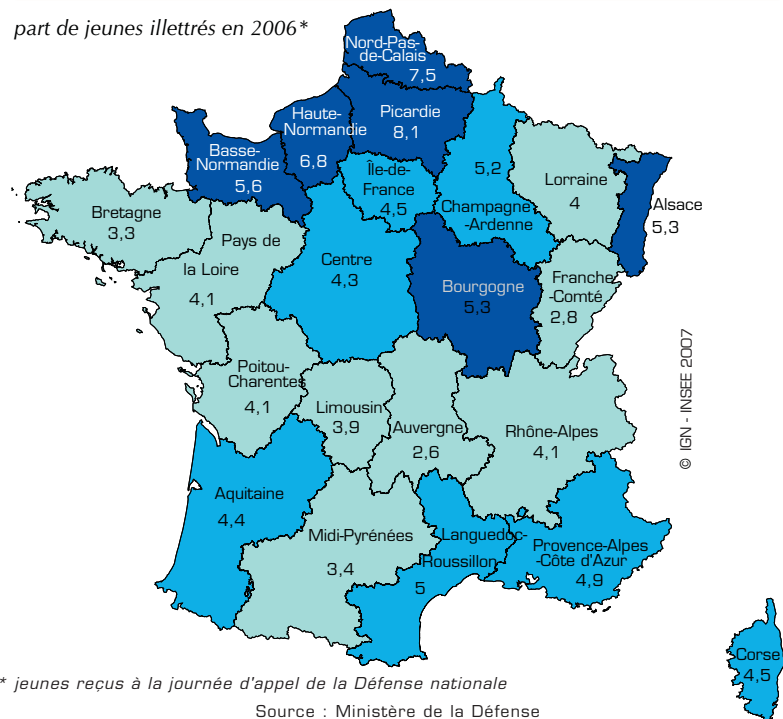 part de jeunes illettrés en 2006*
Nord-Pas-
de-Calais
7,5
Haute-
Normandie
6,8
Picardie
8,1
Basse-
Normandie
5,6
Île-de-
France
4,5
5,2
Champagne
-Ardenne
Lorraine
4
Alsace
5,3
Bretagne
3,3
Pays de
la Loire
4,1
Centre
4,3
Bourgogne
5,3
Franche
-Comté
2,8
Poitou-
Charentes
4,1
Limousin
3,9
Auvergne
2,6
Rhône-Alpes
4,1
Aquitaine
4,4
Midi-Pyrénées
3,4
Languedoc-
Roussillon
5
Provence-Alpes
-Côte d'Azur
4,9
Corse
4,5
© IGN - INSEE 2007
* jeunes reçus à la journée d'appel de la Défense nationale
Source : Ministère de la Défense